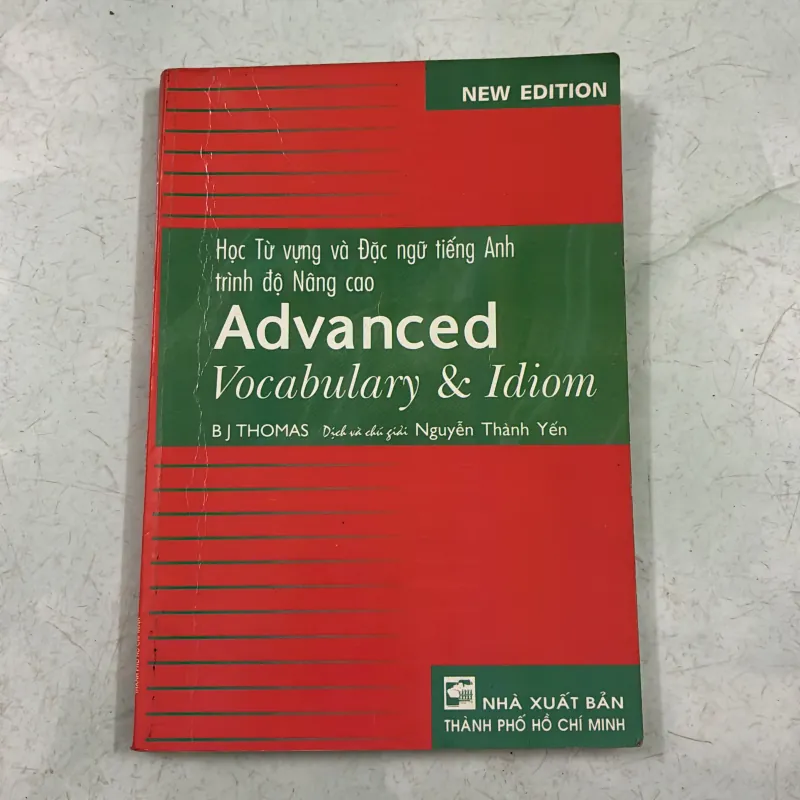 NEW EDITION
Học Từ vựng và Đặc ngữ tiếng Anh
trình độ Nâng cao
Advanced
Vocabulary & Idiom
B J THOMAS Dịch và chú giải Nguyễn Thành Yến
NHÀ XUẤT BẢN
THÀNH PHỐ HỒ CHÍ MINH